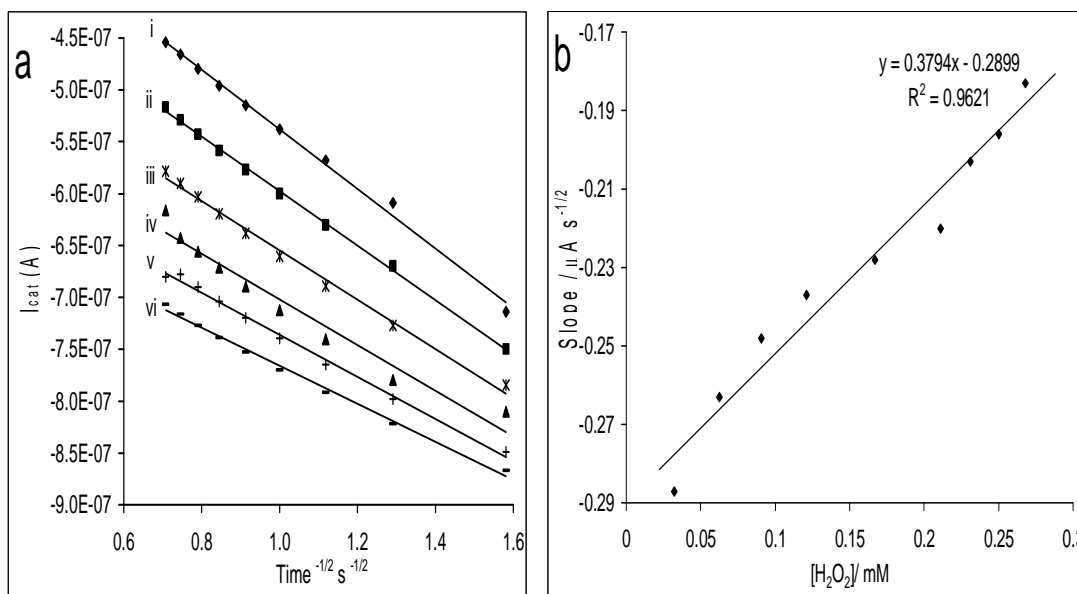 a
i
ii
iii
iv
v
vi
-4.5E-07
-5.0E-07
-5.5E-07
-6.0E-07
-6.5E-07
-7.0E-07
-7.5E-07
-8.0E-07
-8.5E-07
-9.0E-07
I cat (A)
0.6 0.8 1.0 1.2 1.4 1.6
Time -1/2 s -1/2
b
-0.17
-0.19
-0.21
-0.23
-0.25
-0.27
-0.29
Slope / μA s -1/2
y = 0.3794x - 0.2899
R² = 0.9621
0 0.05 0.1 0.15 0.2 0.25 0.3
[H₂O₂]/ mM